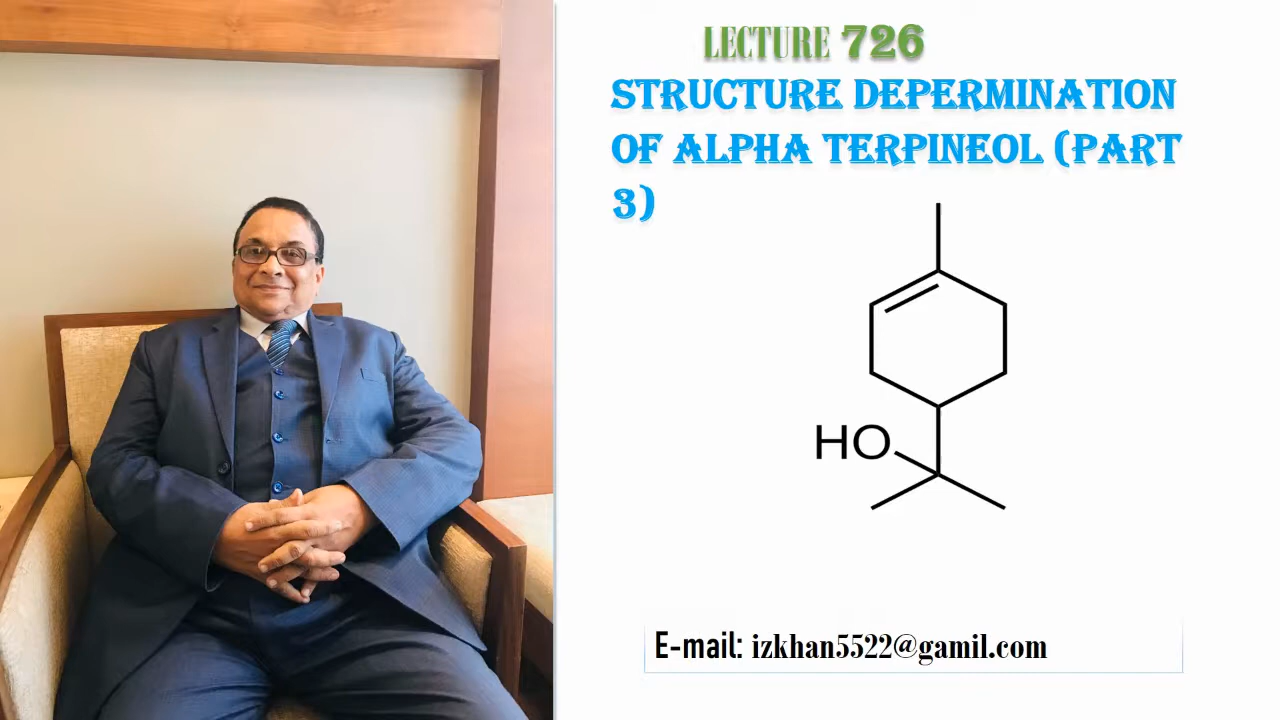 LECTURE 726
STRUCTURE DEPERMINATION
OF ALPHA TERPINEOL (PART
3)
HO
E-mail: izkhan5522@gamil.com